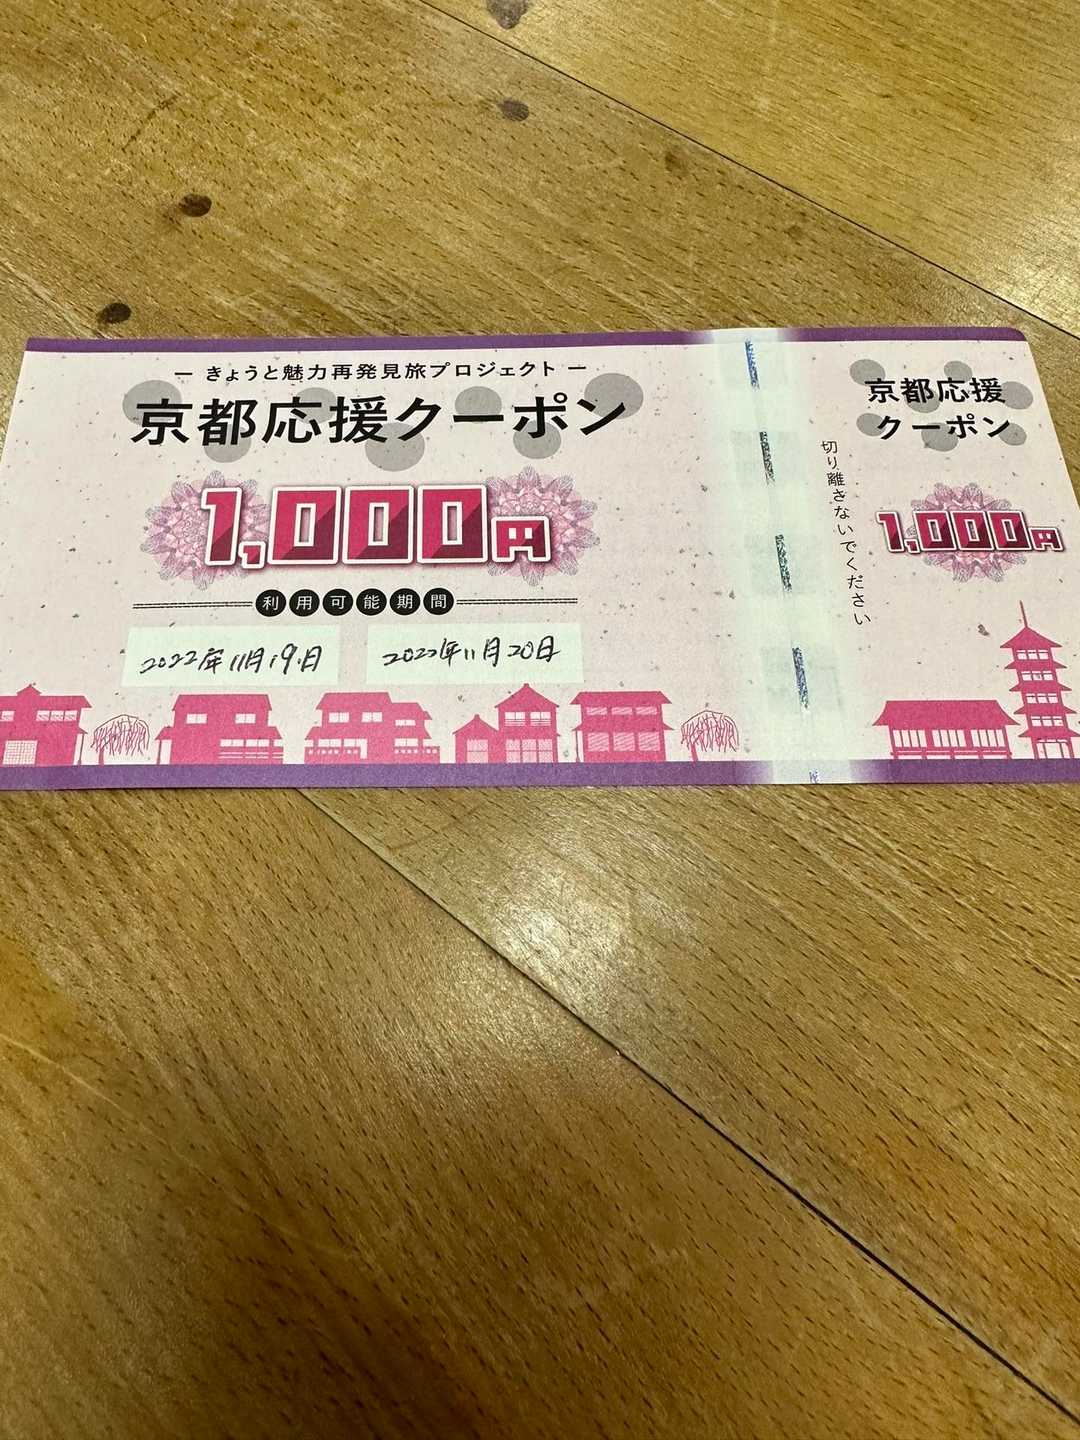 ― きょうと魅力再発見旅プロジェクト ―
京都応援クーポン
1,000円
利用可能期間
2022年11月19日
2022年11月20日
切り離さないでください
京都応援
クーポン
1,000円